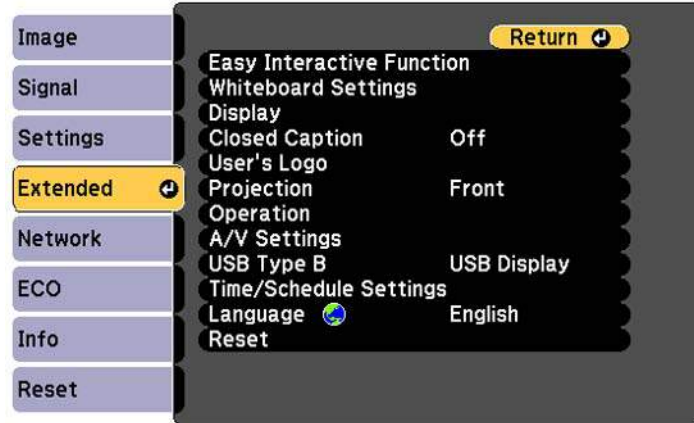 Image
Signal
Settings
Extended
Network
ECO
Info
Reset
Return
Easy Interactive Function
Whiteboard Settings
Display
Closed Caption Off
User's Logo
Projection Front
Operation
A/V Settings
USB Type B USB Display
Time/Schedule Settings
Language English
Reset